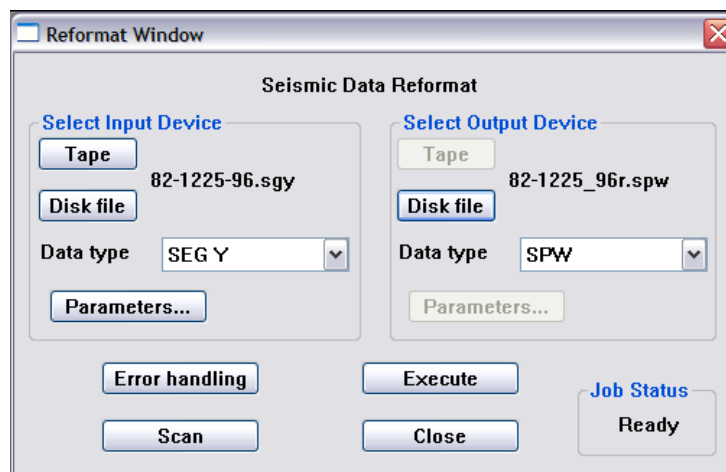 Reformat Window
Seismic Data Reformat
Select Input Device
Tape
82-1225-96.sgy
Disk file
Data type SEG Y
Parameters...
Select Output Device
Tape
82-1225_96r.spw
Disk file
Data type SPW
Parameters...
Error handling
Execute
Scan
Close
Job Status
Ready